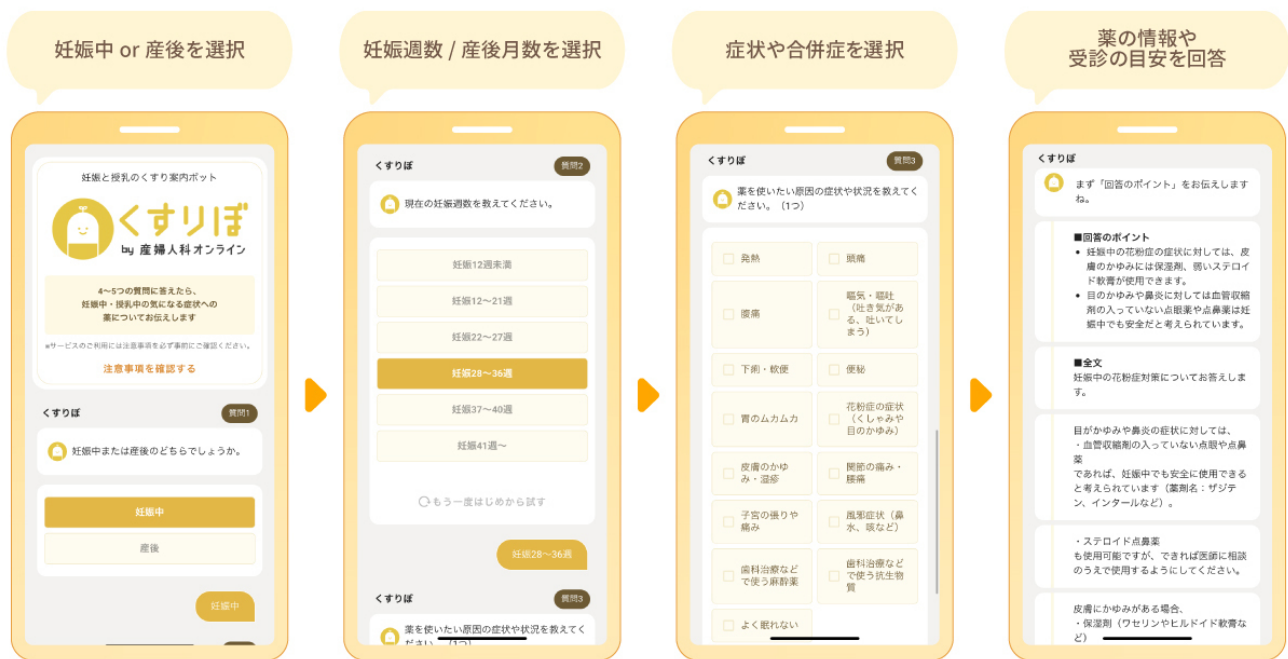 妊娠中 or 産後を選択
妊娠と授乳のくすり案内ボット
くすりぼ
by 産婦人科オンライン
4〜5つの質問に答えたら、
妊娠中・授乳中の気になる症状への
薬についてお伝えします
※サービスのご利用には注意事項を必ず事前にご確認ください。
注意事項を確認する
くすりぼ
質問1
妊娠中または産後のどちらでしょうか。
妊娠中
産後
妊娠中
妊娠週数 / 産後月数を選択
くすりぼ
質問2
現在の妊娠週数を教えてください。
妊娠12週未満
妊娠12〜21週
妊娠22〜27週
妊娠28〜36週
妊娠37〜40週
妊娠41週〜
もう一度はじめから試す
妊娠28〜36週
くすりぼ
質問3
薬を使いたい原因の症状や状況を教えてく
ださい。（1つ）
症状や合併症を選択
くすりぼ
質問3
薬を使いたい原因の症状や状況を教えてく
ださい。（1つ）
発熱
頭痛
腹痛
嘔気・嘔吐
（吐き気があ
る、吐いてし
まう）
下痢・軟便
便秘
胃のムカムカ
花粉症の症状
（くしゃみや
目のかゆみ）
皮膚のかゆ
み・湿疹
関節の痛み・
腰痛
子宮の張りや
痛み
風邪症状（鼻
水、咳など）
歯科治療など
で使う麻酔薬
歯科治療など
で使う抗生物
質
よく眠れない
薬の情報や
受診の目安を回答
くすりぼ
まず「回答のポイント」をお伝えします
ね。
■回答のポイント
• 妊娠中の花粉症の症状に対しては、皮
膚のかゆみには保湿剤、弱いステロイ
ド軟膏が使用できます。
• 目のかゆみや鼻炎に対しては血管収縮
剤の入っていない点眼薬や点鼻薬は妊
娠中でも安全だと考えられています。
■全文
妊娠中の花粉症対策についてお答えしま
す。
目がかゆみや鼻炎の症状に対しては、
・血管収縮剤の入っていない点眼や点鼻
薬
であれば、妊娠中でも安全に使用できる
と考えられています（薬剤名：ザジテ
ン、インタールなど）。
・ステロイド点鼻薬
も使用可能ですが、できれば医師に相談
のうえで使用するようにしてください。
皮膚にかゆみがある場合、
・保湿剤（ワセリンやヒルドイド軟膏な
ど）